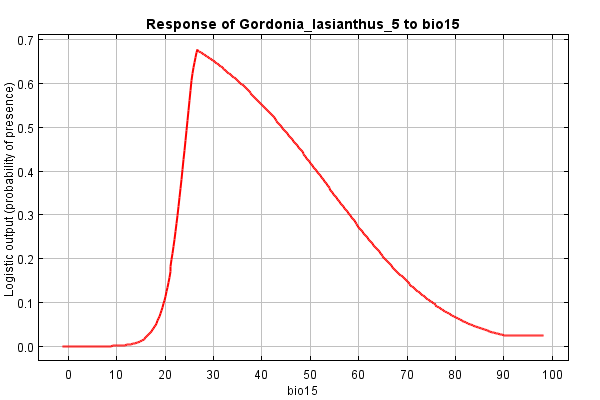 Response of Gordonia_lasianthus_5 to bio15
Logistic output (probability of presence)
0.7
0.6
0.5
0.4
0.3
0.2
0.1
0.0
0 10 20 30 40 50 60 70 80 90 100
bio15